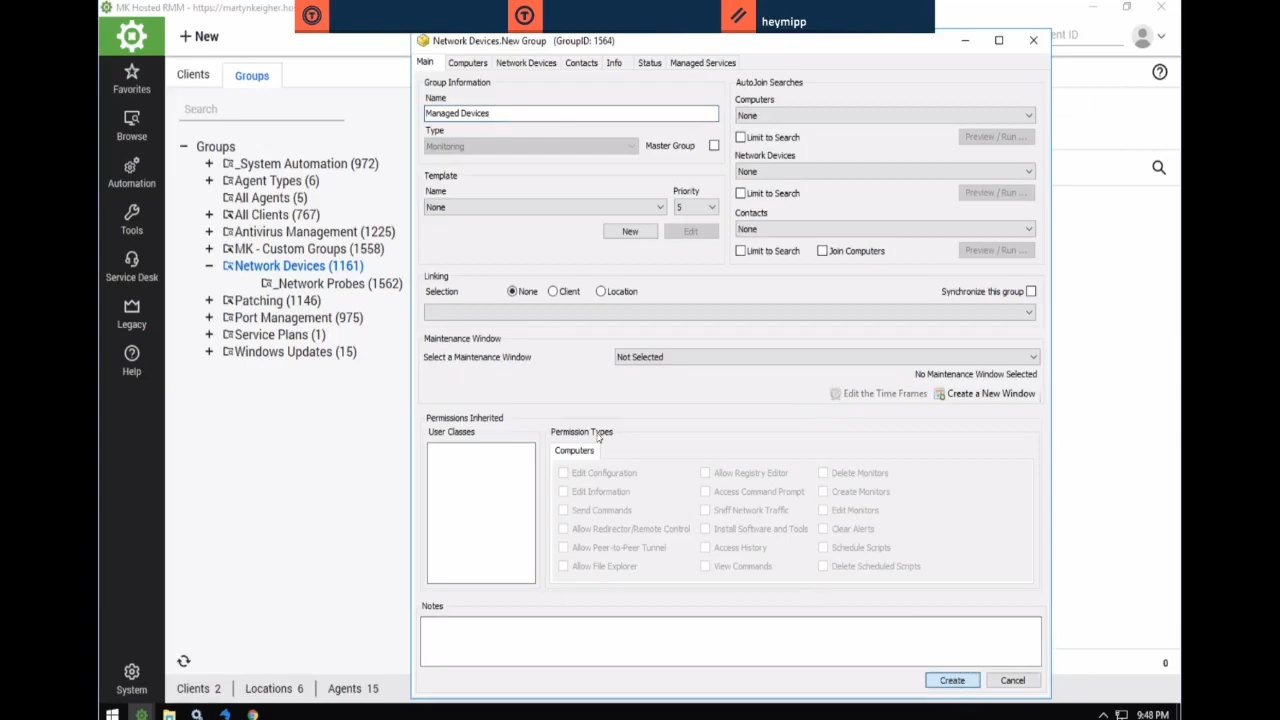 MK Hosted RMM - https://martynkeigher.ho
heymipp
New
ent ID
Favorites
Browse
Automation
Tools
Service Desk
Legacy
Help
System
Clients
Groups
Search
Groups
_System Automation (972)
Agent Types (6)
All Agents (5)
All Clients (767)
Antivirus Management (1225)
MK - Custom Groups (1558)
Network Devices (1161)
_Network Probes (1562)
Patching (1146)
Port Management (975)
Service Plans (1)
Windows Updates (15)
Clients 2 | Locations 6 | Agents 15
Network Devices.New Group (GroupID: 1564)
Main Computers Network Devices Contacts Info Status Managed Services
Group Information
Name
Managed Devices
Type
Monitoring
Master Group
Template
Name
Priority
None
5
New
Edit
AutoJoin Searches
Computers
None
Limit to Search
Preview / Run ...
Network Devices
None
Limit to Search
Preview / Run ...
Contacts
None
Limit to Search
Join Computers
Preview / Run ...
Linking
Selection
None
Client
Location
Synchronize this group
Maintenance Window
Select a Maintenance Window
Not Selected
No Maintenance Window Selected
Edit the Time Frames
Create a New Window
Permissions Inherited
User Classes
Permission Types
Computers
Edit Configuration
Allow Registry Editor
Delete Monitors
Edit Information
Access Command Prompt
Create Monitors
Send Commands
Sniff Network Traffic
Edit Monitors
Allow Redirector/Remote Control
Install Software and Tools
Clear Alerts
Allow Peer-to-Peer Tunnel
Access History
Schedule Scripts
Allow File Explorer
View Commands
Delete Scheduled Scripts
Notes
Create
Cancel
0
9:48 PM